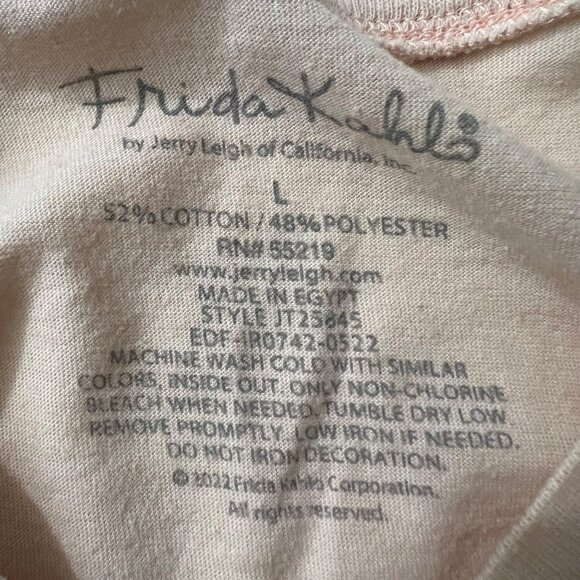 Frida Kahlo
by Jerry Leigh of California, Inc.
L
52% COTTON / 48% POLYESTER
RN# 55219
www.jerryleigh.com
MADE IN EGYPT
STYLE JT23845
EDF-IR0742-0522
MACHINE WASH COLD WITH SIMILAR
COLORS, INSIDE OUT. ONLY NON-CHLORINE
BLEACH WHEN NEEDED. TUMBLE DRY LOW
REMOVE PROMPTLY. LOW IRON IF NEEDED.
DO NOT IRON DECORATION.
© 2022 Frida Kahlo Corporation.
All rights reserved.